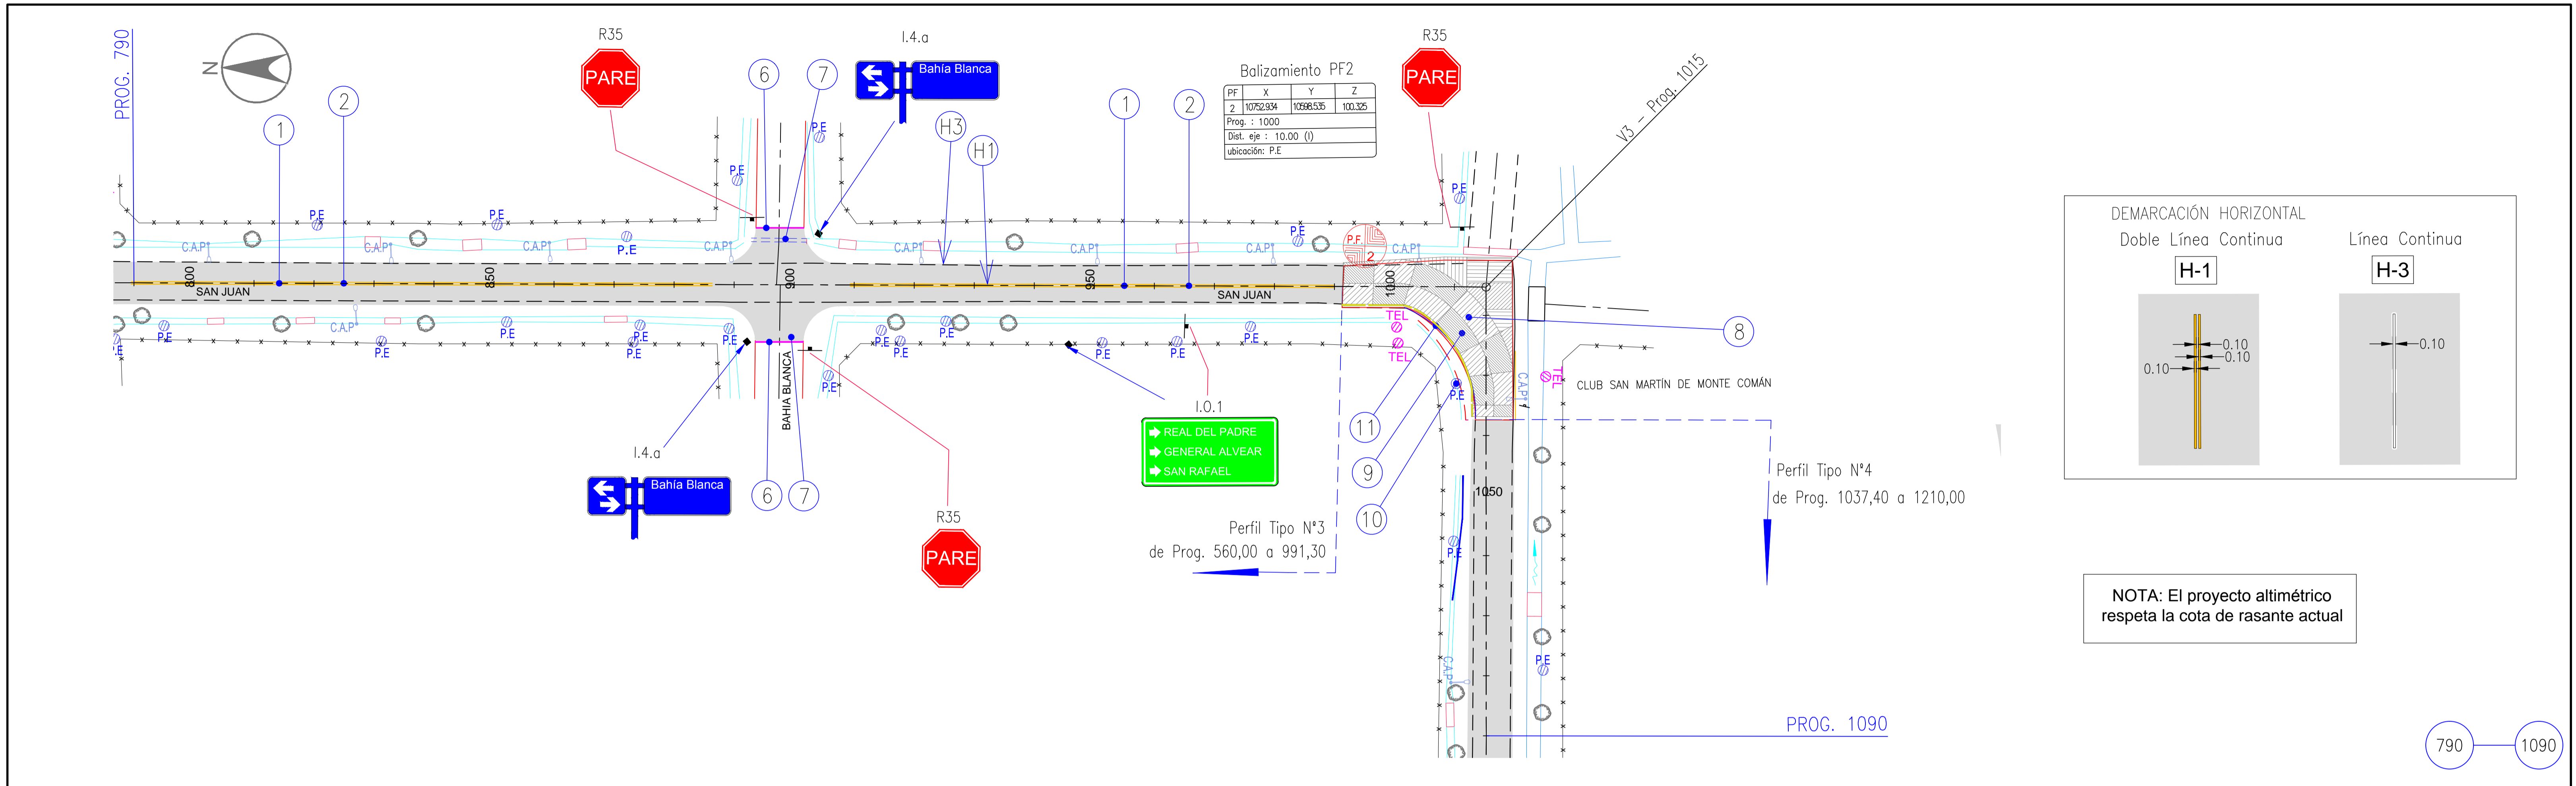 PROG. 790
N
1
2
R35
PARE
6
7
I.4.a
Bahía Blanca
H3
H1
1
2
Balizamiento PF2
PF X Y Z
2 10752.934 10598.535 100.325
Prog. : 1000
Dist. eje : 10.00 (I)
ubicación: P.E
R35
PARE
V3 - Prog. 1015
P.E
P.E
P.E
P.E
P.E
P.E
P.E
P.F.
2
C.A.P
C.A.P
C.A.P
C.A.P
C.A.P
C.A.P
C.A.P
C.A.P
800
850
900
950
1000
SAN JUAN
SAN JUAN
C.A.P
P.E
P.E
P.E
P.E
P.E
P.E
P.E
P.E
P.E
P.E
P.E
P.E
P.E
P.E
TEL
TEL
TEL
BAHIA BLANCA
8
C.A.P
CLUB SAN MARTÍN DE MONTE COMÁN
P.E
I.0.1
REAL DEL PADRE
GENERAL ALVEAR
SAN RAFAEL
11
9
10
I.4.a
Bahía Blanca
6
7
R35
PARE
Perfil Tipo N°3
de Prog. 560,00 a 991,30
1050
Perfil Tipo N°4
de Prog. 1037,40 a 1210,00
P.E
P.E
C.A.P
PROG. 1090
DEMARCACIÓN HORIZONTAL
Doble Línea Continua
Línea Continua
H-1
H-3
0.10
0.10
0.10
0.10
NOTA: El proyecto altimétrico
respeta la cota de rasante actual
790
1090